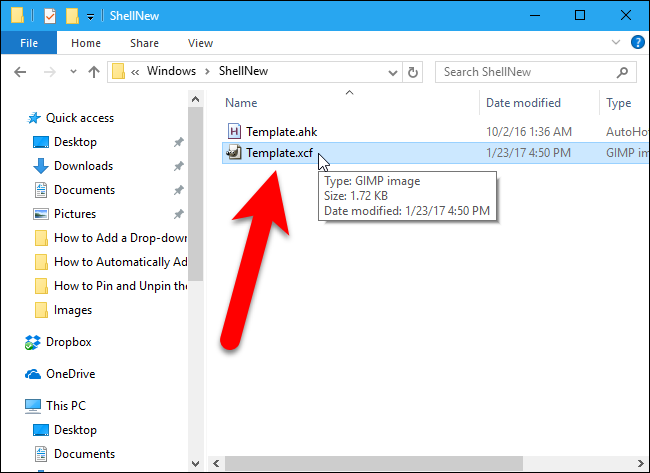 ShellNew
File Home Share View
« Windows › ShellNew
Search ShellNew
Name Date modified Type
Template.ahk 10/2/16 1:36 AM AutoHo
Template.xcf 1/23/17 4:50 PM GIMP im
Type: GIMP image
Size: 1.72 KB
Date modified: 1/23/17 4:50 PM
Quick access
Desktop
Downloads
Documents
Pictures
How to Add a Drop-down
How to Automatically Ad
How to Pin and Unpin the
Images
Dropbox
OneDrive
This PC
Desktop
Documents